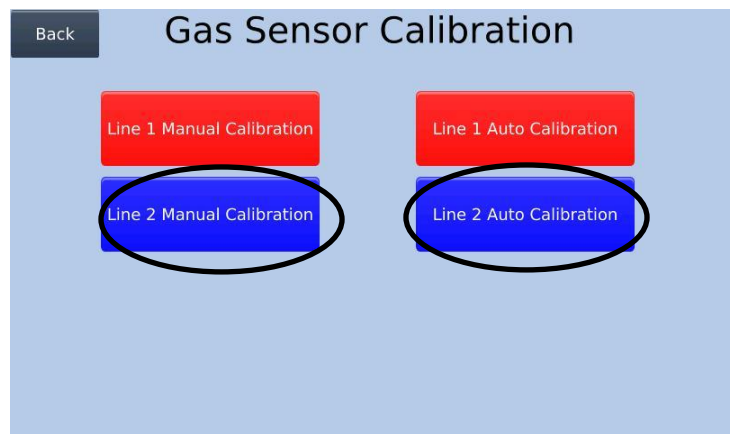 Back
Gas Sensor Calibration
Line 1 Manual Calibration
Line 1 Auto Calibration
Line 2 Manual Calibration
Line 2 Auto Calibration